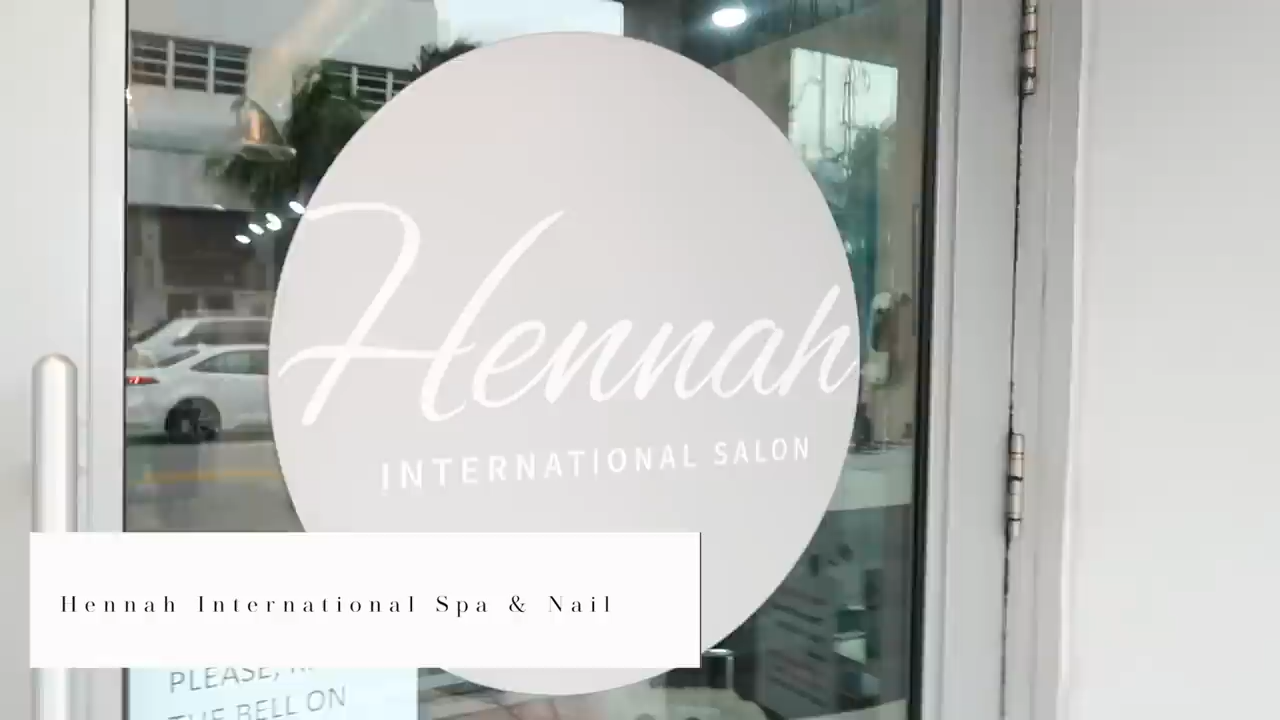 Hennah
INTERNATIONAL SALON
Hennah International Spa & Nail
PLEASE,
THE BELL ON